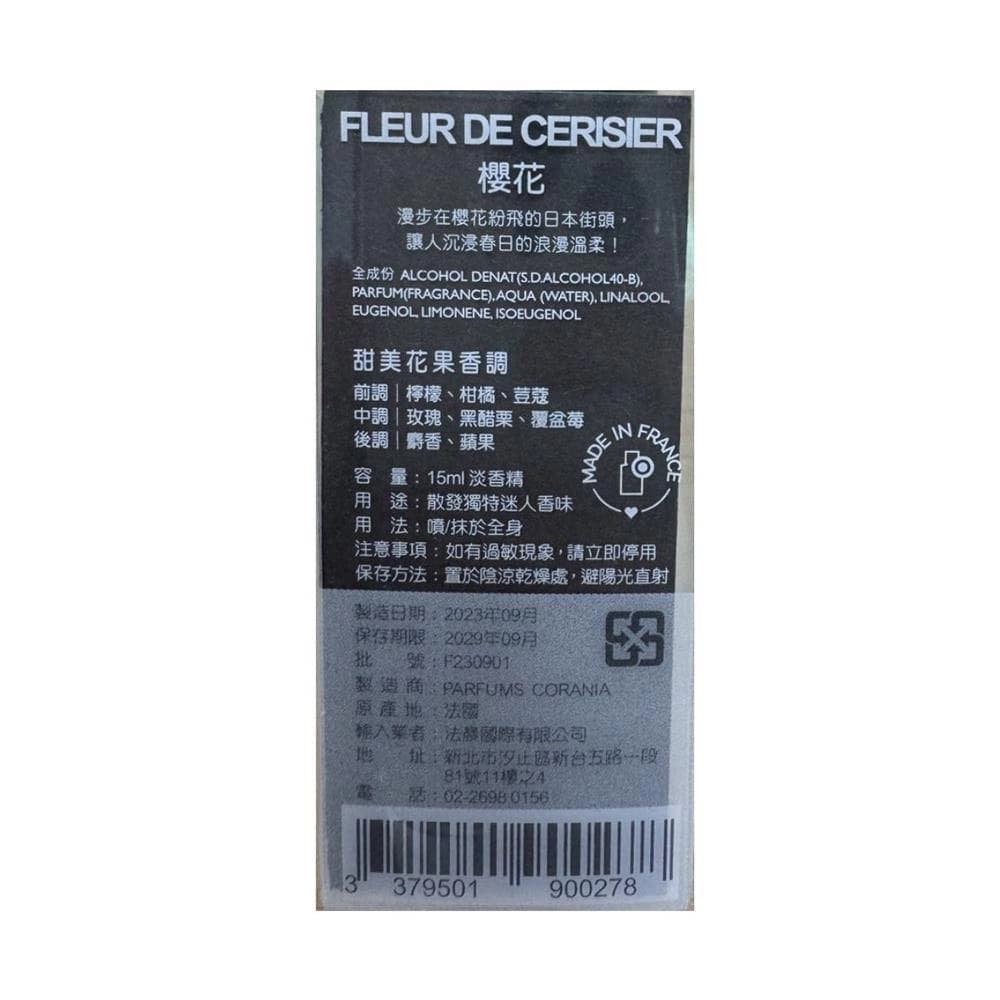 FLEUR DE CERISIER
櫻花
漫步在櫻花紛飛的日本街頭，
讓人沉浸春日的浪漫溫柔！
全成份 ALCOHOL DENAT(S.D.ALCOHOL40-B),
PARFUM(FRAGRANCE), AQUA (WATER), LINALOOL,
EUGENOL, LIMONENE, ISOEUGENOL
甜美花果香調
前調｜檸檬、柑橘、荳蔻
中調｜玫瑰、黑醋栗、覆盆莓
後調｜麝香、蘋果
MADE IN FRANCE
容 量：15ml 淡香精
用 途：散發獨特迷人香味
用 法：噴/抹於全身
注意事項：如有過敏現象，請立即停用
保存方法：置於陰涼乾燥處，避陽光直射
製造日期：2023年09月
保存期限：2029年09月
批 號：F230901
製造商：PARFUMS CORANIA
原產地：法國
輸入業者：法馥國際有限公司
地 址：新北市汐止區新台五路一段
81號11樓之4
電 話：02-2698 0156
3 379501 900278